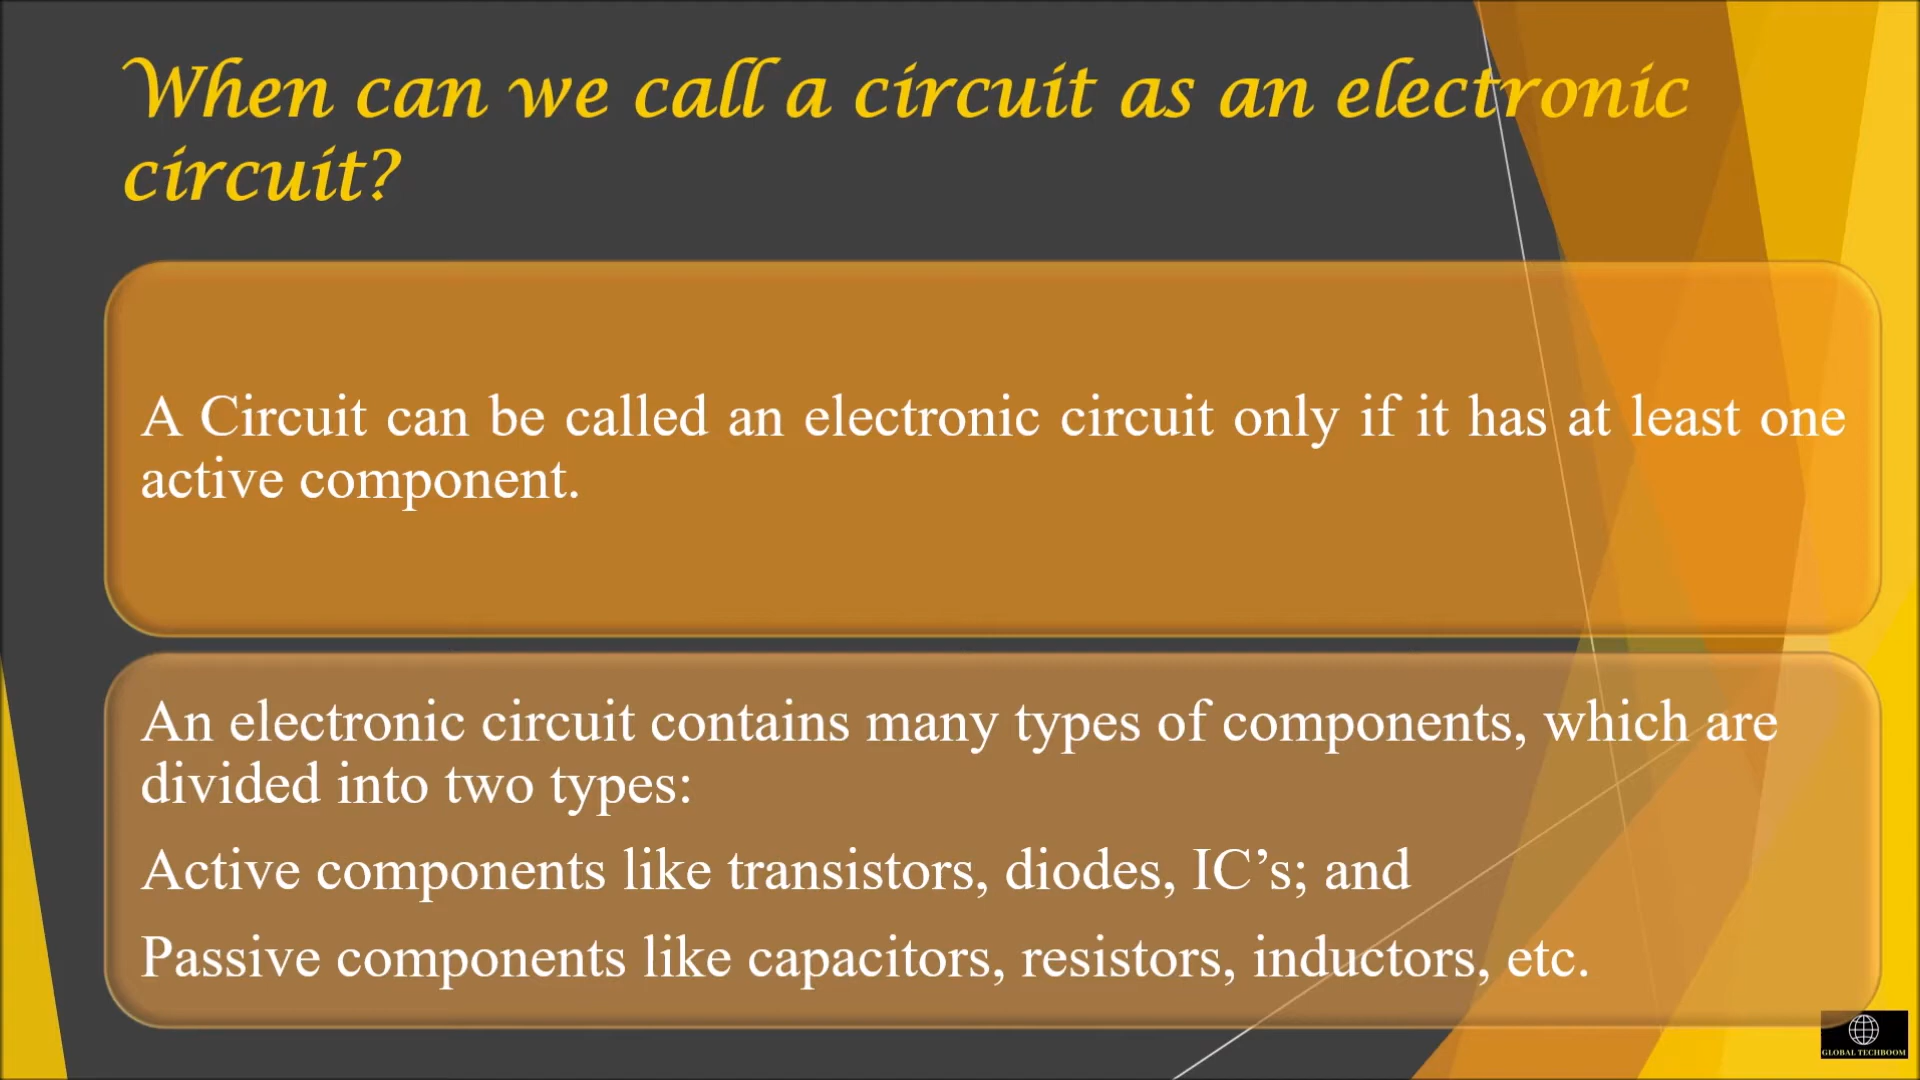 When can we call a circuit as an electronic
circuit?
A Circuit can be called an electronic circuit only if it has at least one
active component.
An electronic circuit contains many types of components, which are
divided into two types:
Active components like transistors, diodes, IC’s; and
Passive components like capacitors, resistors, inductors, etc.
GLOBAL TECHBOOM